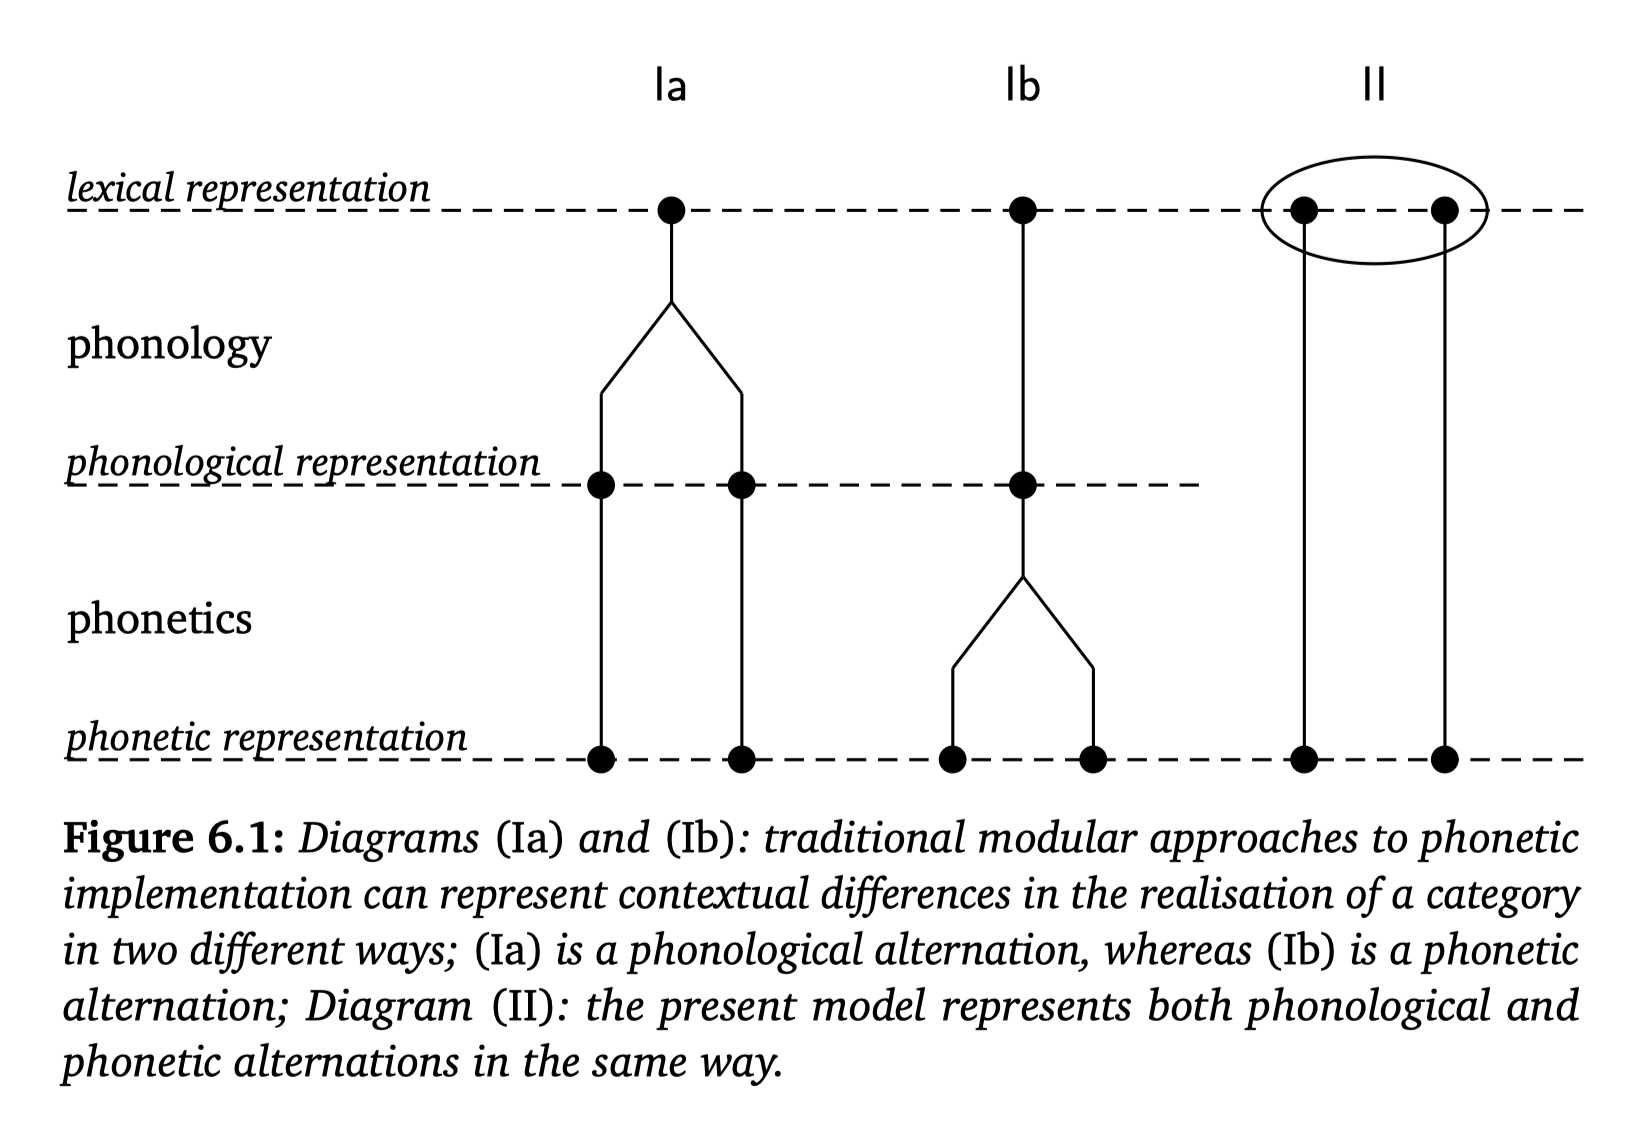 Ia Ib II
lexical representation
phonology
phonological representation
phonetics
phonetic representation
Figure 6.1: Diagrams (Ia) and (Ib): traditional modular approaches to phonetic
implementation can represent contextual differences in the realisation of a category
in two different ways; (Ia) is a phonological alternation, whereas (Ib) is a phonetic
alternation; Diagram (II): the present model represents both phonological and
phonetic alternations in the same way.